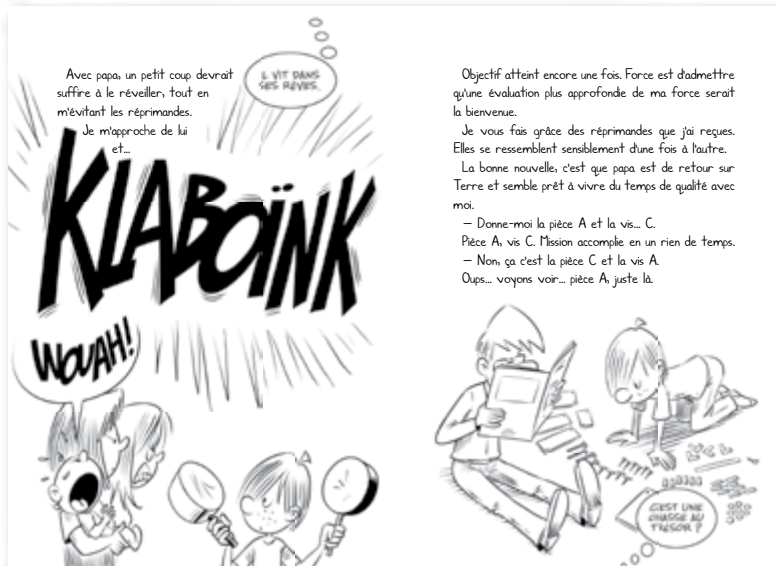 Avec papa, un petit coup devrait
suffire à le réveiller, tout en
m'évitant les réprimandes.
Je m'approche de lui
et...
IL VIT DANS
SES RÊVES.
KLABOÏNK
WOUAH!
Objectif atteint encore une fois. Force est d'admettre
qu'une évaluation plus approfondie de ma force serait
la bienvenue.
Je vous fais grâce des réprimandes que j'ai reçues.
Elles se ressemblent sensiblement d'une fois à l'autre.
La bonne nouvelle, c'est que papa est de retour sur
Terre et semble prêt à vivre du temps de qualité avec
moi.
— Donne-moi la pièce A et la vis... C.
Pièce A, vis C. Mission accomplie en un rien de temps.
— Non, ça c'est la pièce C et la vis A.
Oups... voyons voir... pièce A, juste là.
C'EST UNE
CHASSE AU
TRÉSOR ?